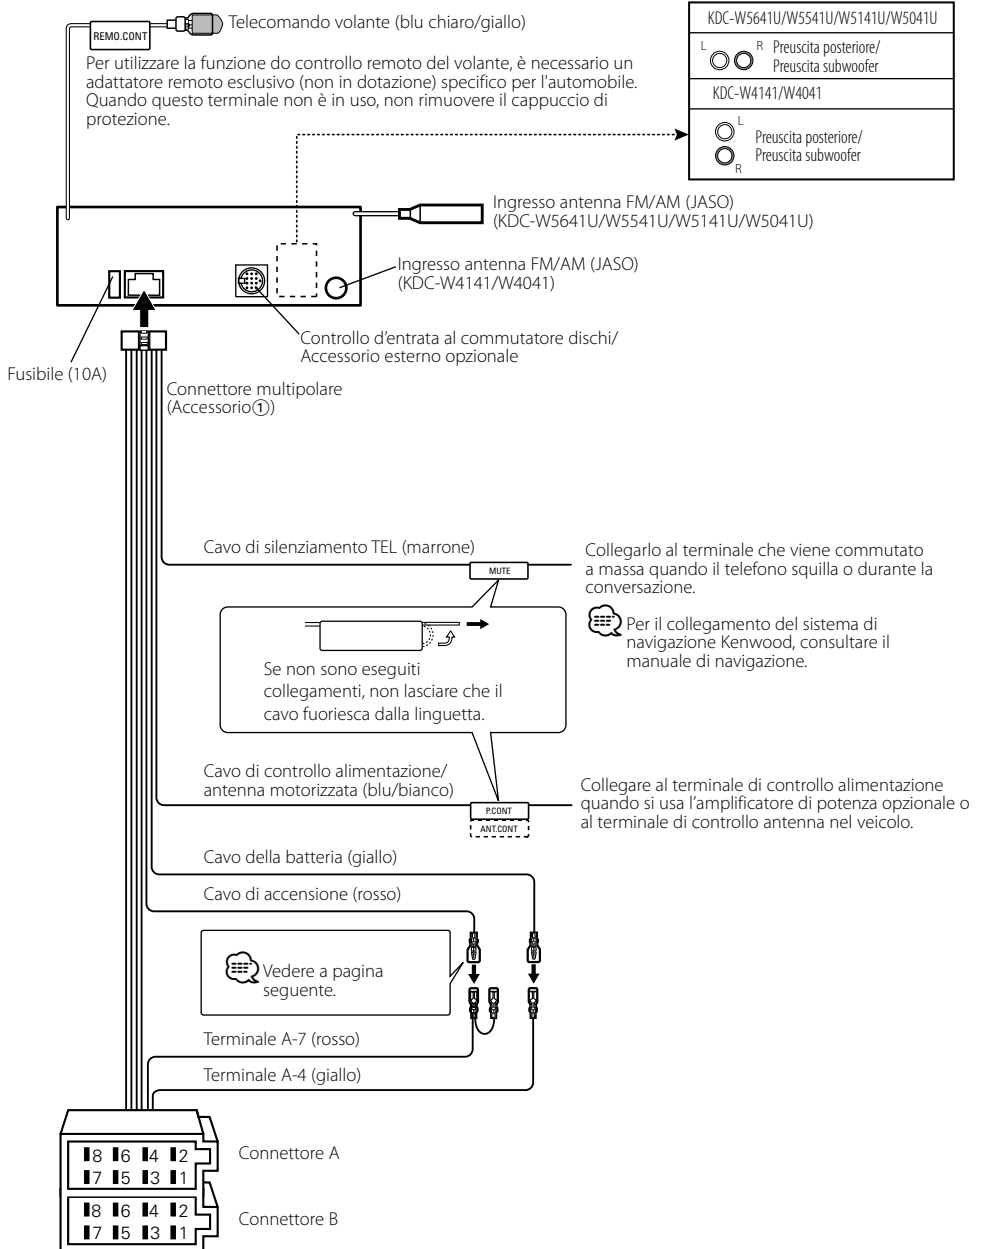 REMO.CONT
Telecomando volante (blu chiaro/giallo)
Per utilizzare la funzione do controllo remoto del volante, è necessario un
adattatore remoto esclusivo (non in dotazione) specifico per l'automobile.
Quando questo terminale non è in uso, non rimuovere il cappuccio di
protezione.
KDC-W5641U/W5541U/W5141U/W5041U
L
R
Preuscita posteriore/
Preuscita subwoofer
KDC-W4141/W4041
L
R
Preuscita posteriore/
Preuscita subwoofer
Ingresso antenna FM/AM (JASO)
(KDC-W5641U/W5541U/W5141U/W5041U)
Ingresso antenna FM/AM (JASO)
(KDC-W4141/W4041)
Controllo d’entrata al commutatore dischi/
Accessorio esterno opzionale
Fusibile (10A)
Connettore multipolare
(Accessorio①)
Cavo di silenziamento TEL (marrone)
MUTE
Collegarlo al terminale che viene commutato
a massa quando il telefono squilla o durante la
conversazione.
Per il collegamento del sistema di
navigazione Kenwood, consultare il
manuale di navigazione.
Se non sono eseguiti
collegamenti, non lasciare che il
cavo fuoriesca dalla linguetta.
Cavo di controllo alimentazione/
antenna motorizzata (blu/bianco)
P.CONT
ANT.CONT
Collegare al terminale di controllo alimentazione
quando si usa l’amplificatore di potenza opzionale o
al terminale di controllo antenna nel veicolo.
Cavo della batteria (giallo)
Cavo di accensione (rosso)
Vedere a pagina
seguente.
Terminale A-7 (rosso)
Terminale A-4 (giallo)
8 6 4 2
7 5 3 1
Connettore A
8 6 4 2
7 5 3 1
Connettore B